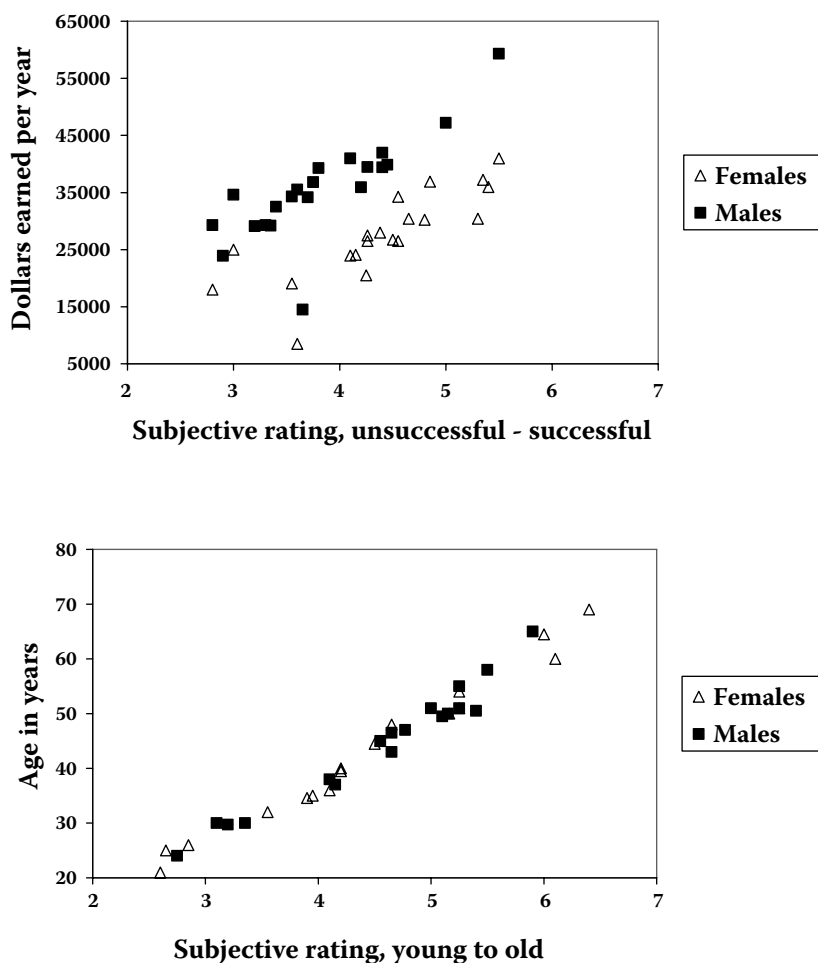 65000
55000
45000
35000
25000
15000
5000
Dollars earned per year
2 3 4 5 6 7
Subjective rating, unsuccessful - successful
Females
Males
80
70
60
50
40
30
20
Age in years
2 3 4 5 6 7
Subjective rating, young to old
Females
Males